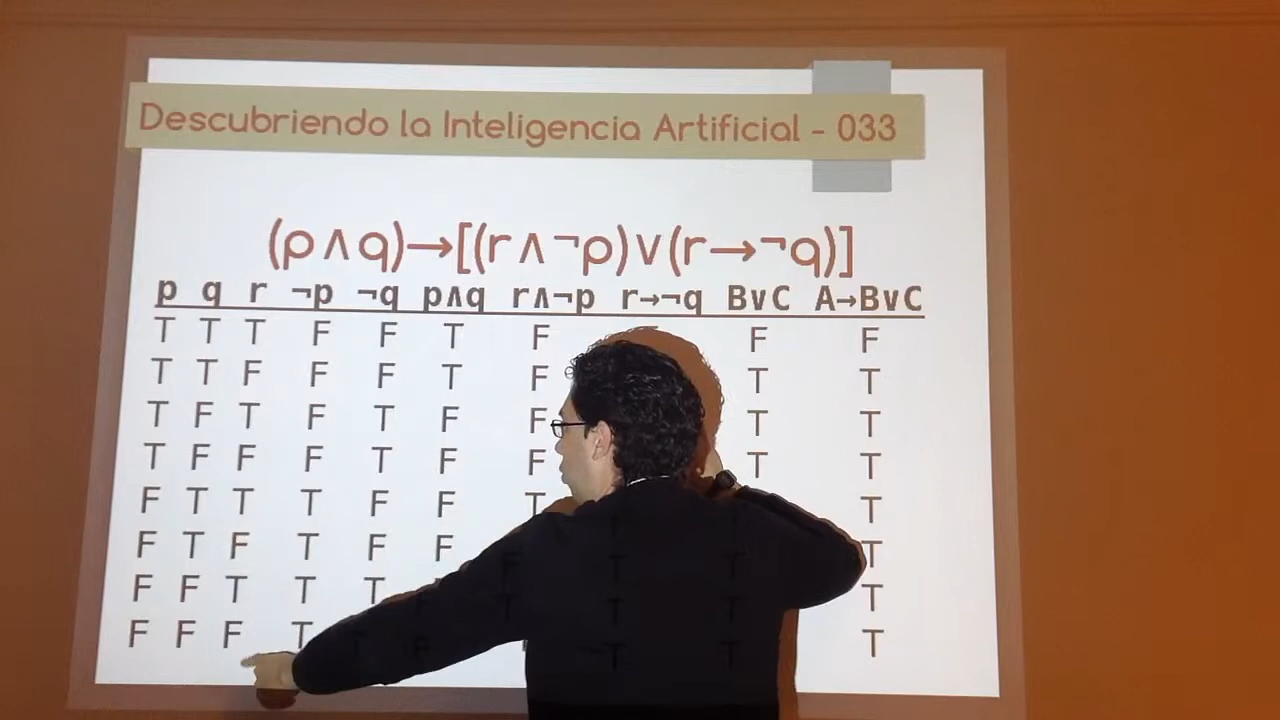 Descubriendo la Inteligencia Artificial - 033
(p∧q)→[(r∧¬p)∨(r→¬q)]
p q r ¬p ¬q p∧q r∧¬p r→¬q B∨C A→B∨C
T T T F F T F F F
T T F F F T F T T
T F T F T F F T T
T F F F T F F T T
F T T T F F T T
F T F T F F F T T T
F F T T T F T T T T
F F F T T F T T T